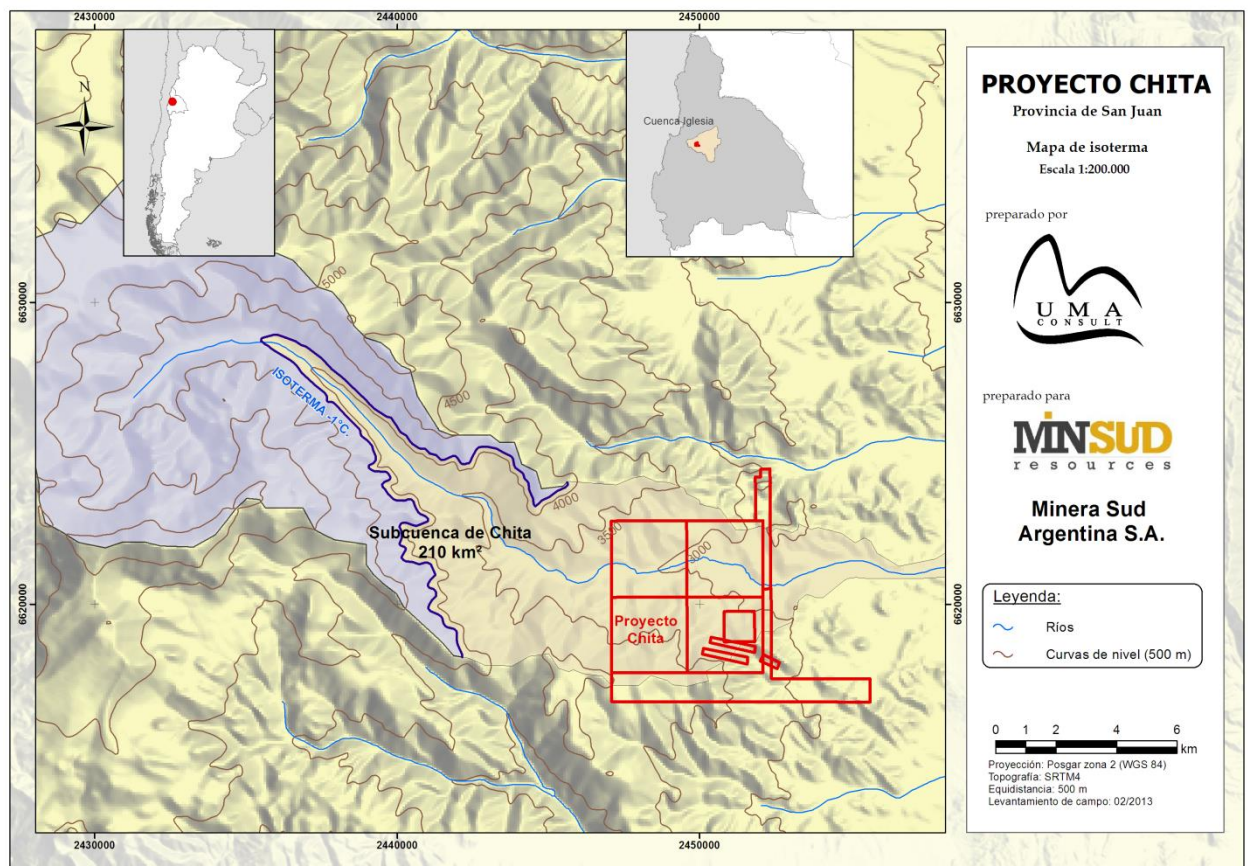 2430000
2440000
2450000
N
Cuenca Iglesia
6630000
6630000
5000
4500
ISOTERMA -1°C.
4000
3500
3000
Subcuenca de Chita
210 km²
Proyecto
Chita
6620000
6620000
2430000
2440000
2450000
PROYECTO CHITA
Provincia de San Juan
Mapa de isoterma
Escala 1:200.000
preparado por
UMA
CONSULT
preparado para
MINSUD
resources
Minera Sud
Argentina S.A.
Leyenda:
Ríos
Curvas de nivel (500 m)
0 1 2 4 6
km
Proyección: Posgar zona 2 (WGS 84)
Topografía: SRTM4
Equidistancia: 500 m
Levantamiento de campo: 02/2013